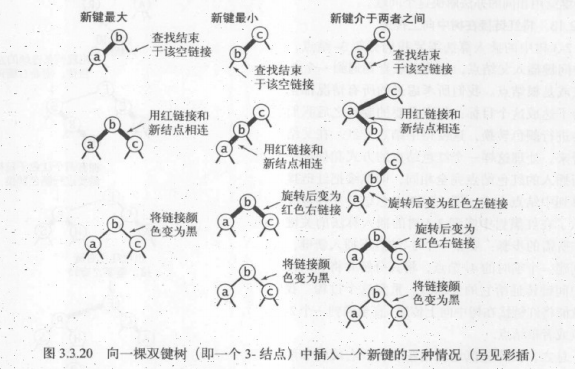 新键最大
b
a
查找结束
于该空链接
b
a
c
用红链接和
新结点相连
b
a
c
将链接颜
色变为黑
新键最小
c
b
查找结束
于该空链接
c
b
a
用红链接和
新结点相连
b
a
c
旋转后变为
红色右链接
b
a
c
将链接颜
色变为黑
新键介于两者之间
c
a
查找结束
于该空链接
c
a
b
用红链接和
新结点相连
c
b
a
旋转后变为红色左链接
b
a
c
旋转后变为
红色右链接
b
a
c
将链接颜
色变为黑
图 3.3.20 向一棵双键树（即一个 3- 结点）中插入一个新键的三种情况（另见彩插）